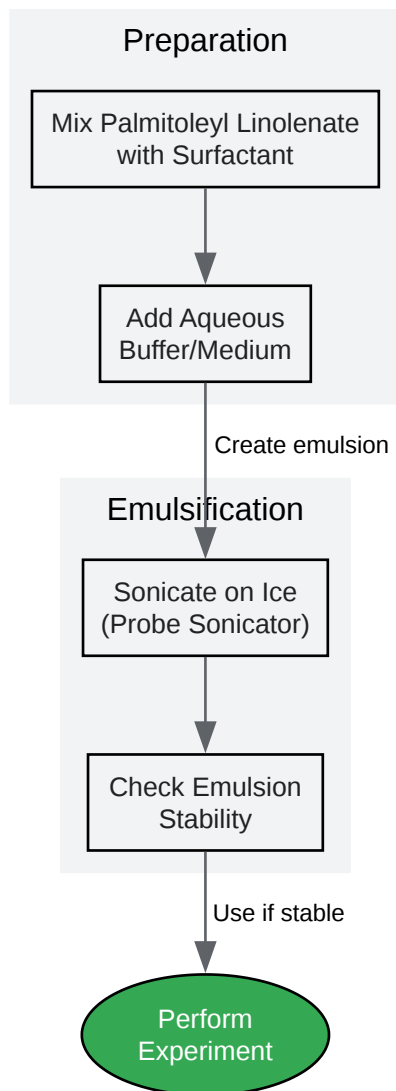 Preparation
Mix Palmitoleyl Linolenate
with Surfactant
Add Aqueous
Buffer/Medium
Create emulsion
Emulsification
Sonicate on Ice
(Probe Sonicator)
Check Emulsion
Stability
Use if stable
Perform
Experiment